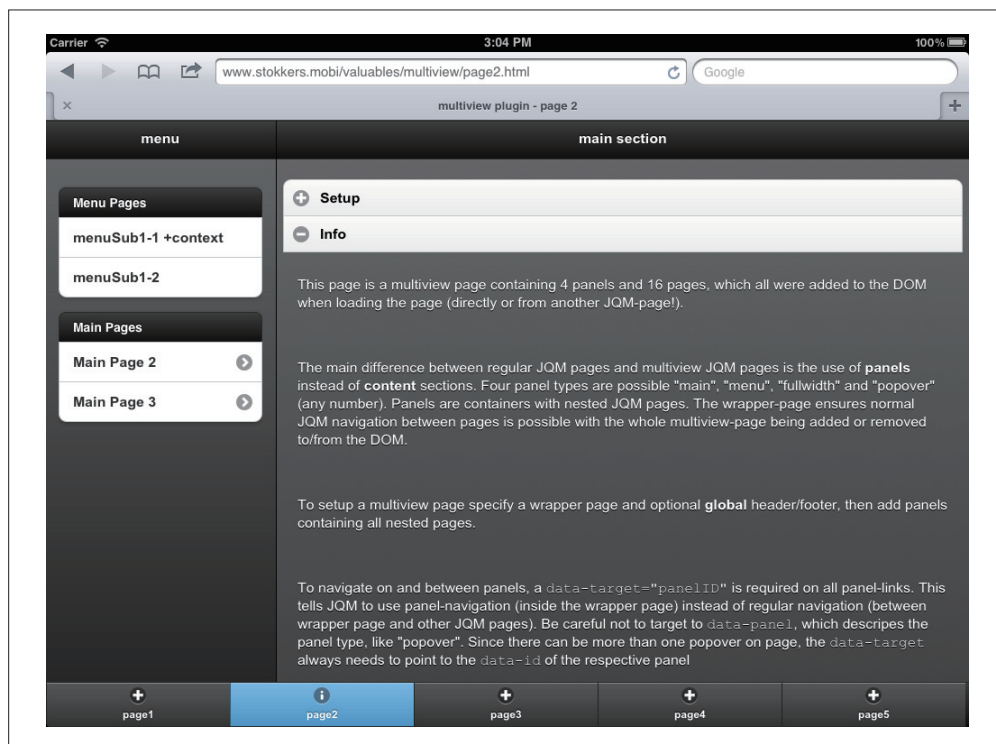 Carrier
3:04 PM
100%
www.stokkers.mobi/valuables/multiview/page2.html
Google
multiview plugin - page 2
menu
main section
Menu Pages
menuSub1-1 +context
menuSub1-2
Main Pages
Main Page 2
Main Page 3
Setup
Info
This page is a multiview page containing 4 panels and 16 pages, which all were added to the DOM
when loading the page (directly or from another JQM-page!).
The main difference between regular JQM pages and multiview JQM pages is the use of panels
instead of content sections. Four panel types are possible "main", "menu", "fullwidth" and "popover"
(any number). Panels are containers with nested JQM pages. The wrapper-page ensures normal
JQM navigation between pages is possible with the whole multiview-page being added or removed
to/from the DOM.
To setup a multiview page specify a wrapper page and optional global header/footer, then add panels
containing all nested pages.
To navigate on and between panels, a data-target="panelID" is required on all panel-links. This
tells JQM to use panel-navigation (inside the wrapper page) instead of regular navigation (between
wrapper page and other JQM pages). Be careful not to target to data-panel, which descripes the
panel type, like "popover". Since there can be more than one popover on page, the data-target
always needs to point to the data-id of the respective panel
page1
page2
page3
page4
page5